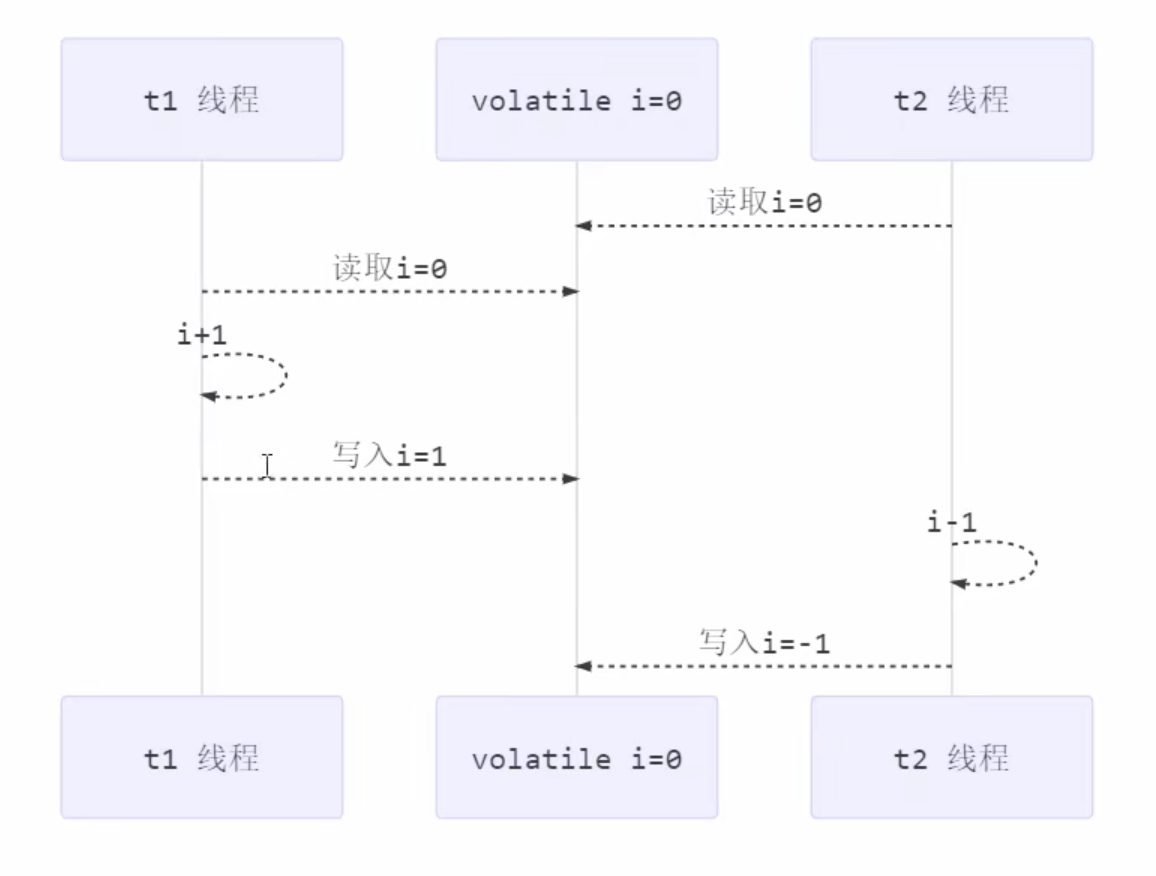 t1 线程
volatile i=0
t2 线程
读取i=0
读取i=0
i+1
写入i=1
i-1
写入i=-1
t1 线程
volatile i=0
t2 线程